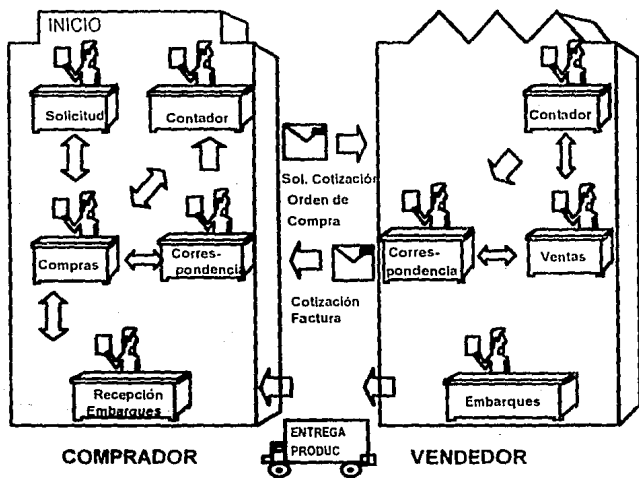 INICIO
Solicitud
Contador
Compras
Corres-
pondencia
Recepción
Embarques
COMPRADOR
Sol. Cotización
Orden de
Compra
Cotización
Factura
ENTREGA
PRODUC
Contador
Corres-
pondencia
Ventas
Embarques
VENDEDOR